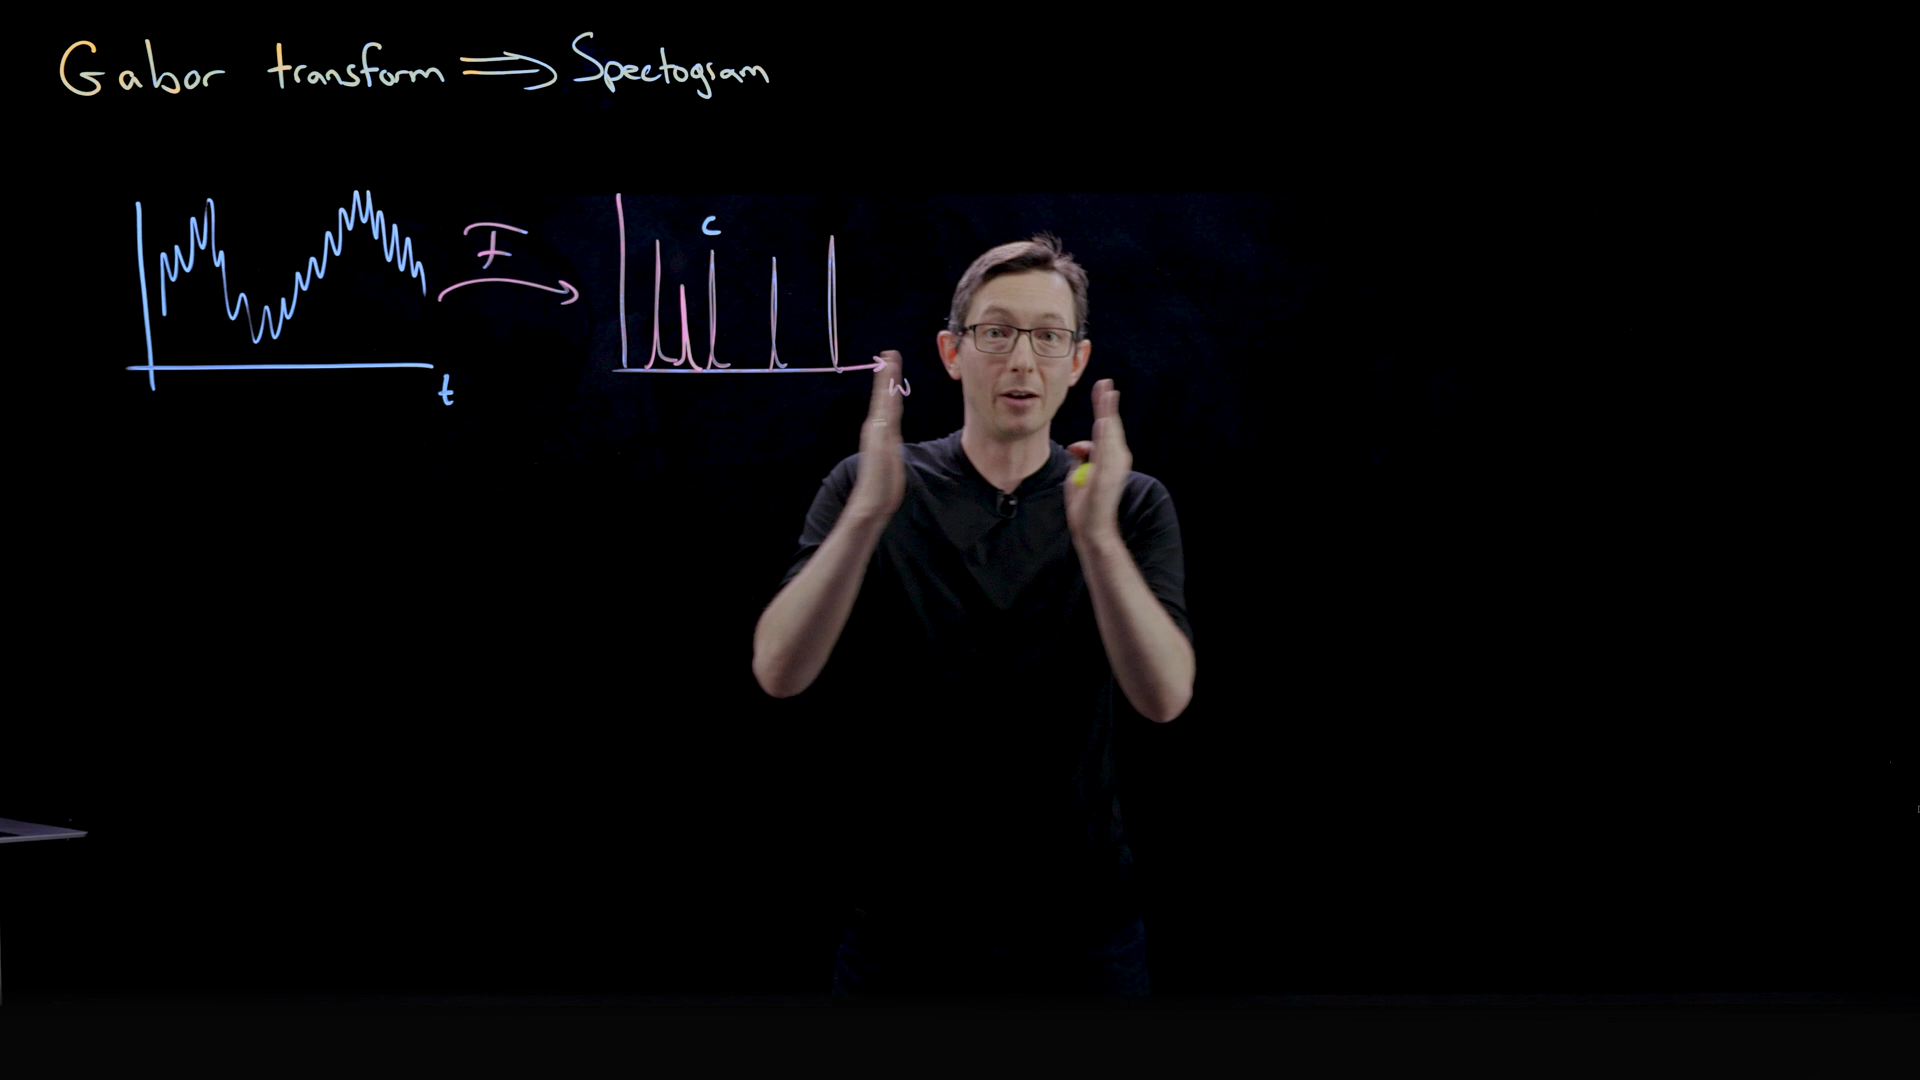 Gabor transform ⟹ Spectogram
F
c
t
ω